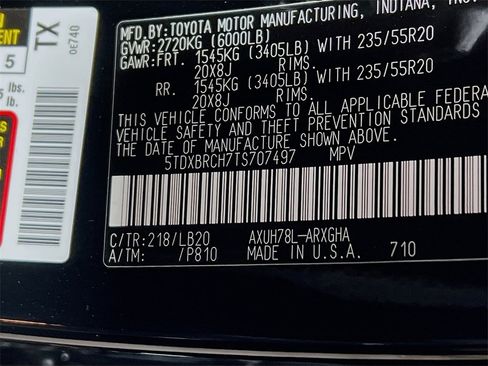 MFD.BY:TOYOTA MOTOR MANUFACTURING, INDIANA, INC.
GVWR:2720KG (6000LB)
GAWR:FRT. 1545KG (3405LB) WITH 235/55R20
20X8J RIMS.
RR. 1545KG (3405LB) WITH 235/55R20
20X8J RIMS.
THIS VEHICLE CONFORMS TO ALL APPLICABLE FEDERA
VEHICLE SAFETY AND THEFT PREVENTION STANDARDS
THE DATE OF MANUFACTURE SHOWN ABOVE.
5TDXBRCH7TS707497 MPV
C/TR:218/LB20 AXUH78L-ARXGHA
A/TM: /P810 MADE IN U.S.A. 710
TX
0E740
5
lbs.
lb.